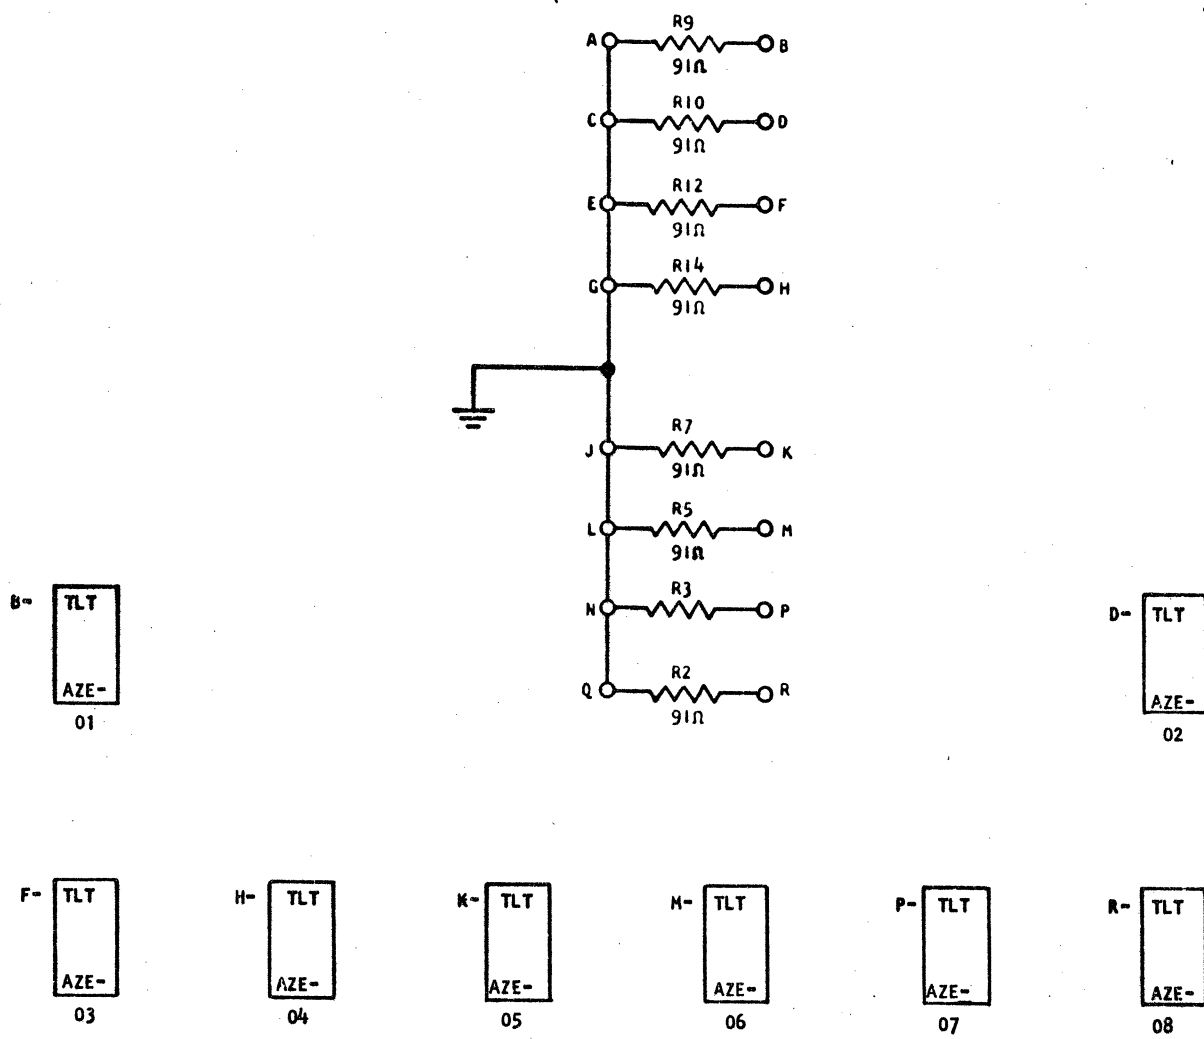 R9
A B
91Ω
R10
C D
91Ω
R12
E F
91Ω
R14
G H
91Ω
R7
J K
91Ω
R5
L M
91Ω
R3
N P
R2
Q R
91Ω
B- TLT
AZE-
01
D- TLT
AZE-
02
F- TLT
AZE-
03
H- TLT
AZE-
04
K- TLT
AZE-
05
M- TLT
AZE-
06
P- TLT
AZE-
07
R- TLT
AZE-
08